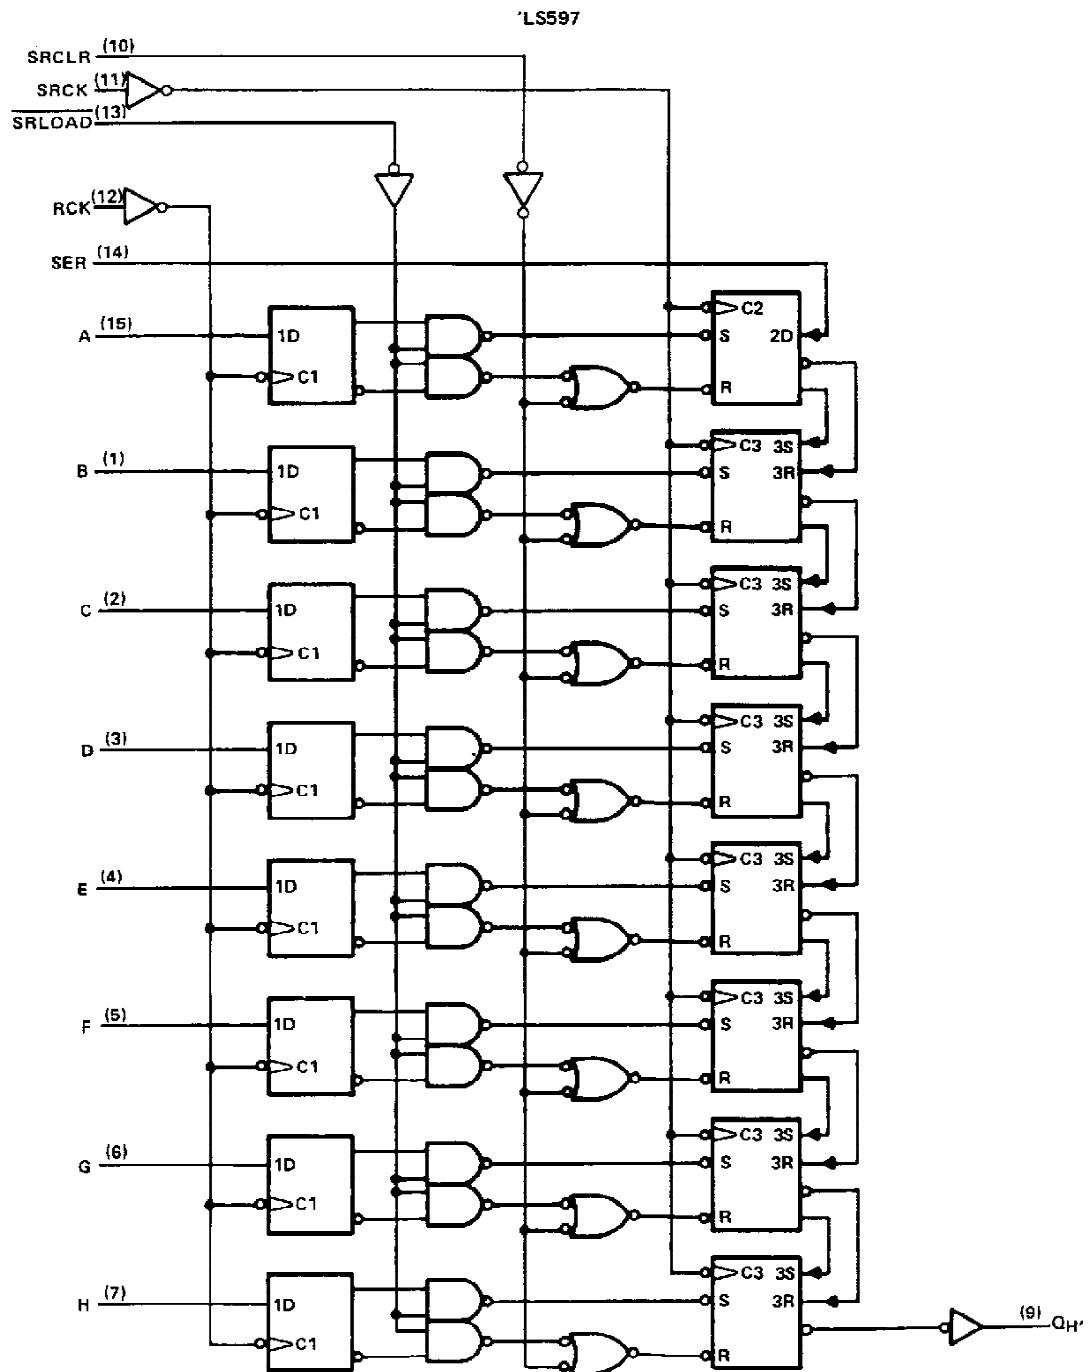 'LS597
SRCLR (10)
SRCK (11)
SRLOAD (13)
RCK (12)
SER (14)
A (15) 1D C1 C2 S 2D R
B (1) 1D C1 C3 3S S 3R R
C (2) 1D C1 C3 3S S 3R R
D (3) 1D C1 C3 3S S 3R R
E (4) 1D C1 C3 3S S 3R R
F (5) 1D C1 C3 3S S 3R R
G (6) 1D C1 C3 3S S 3R R
H (7) 1D C1 C3 3S S 3R R
(9) QH'